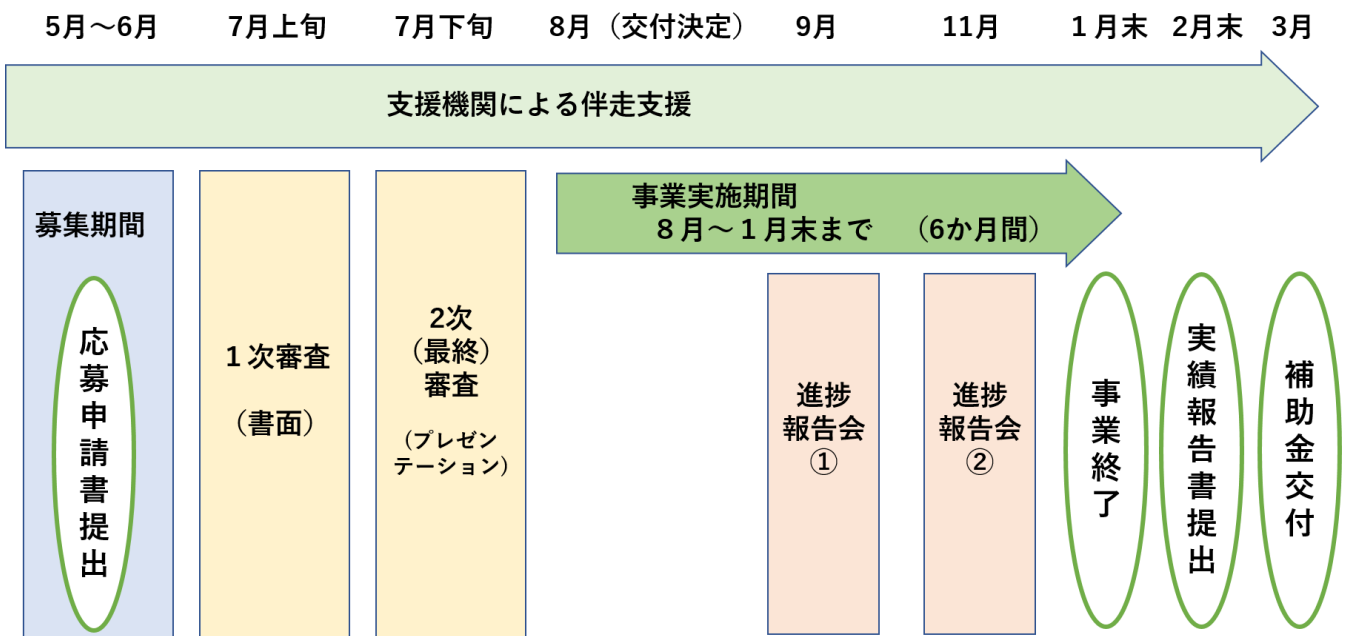 5月～6月 7月上旬 7月下旬 8月（交付決定） 9月 11月 １月末 2月末 3月
支援機関による伴走支援
募集期間
応募申請書提出
１次審査
（書面）
2次
（最終）
審査
（プレゼン
テーション）
事業実施期間
８月～１月末まで （6か月間）
進捗
報告会
①
進捗
報告会
②
事業終了
実績報告書提出
補助金交付